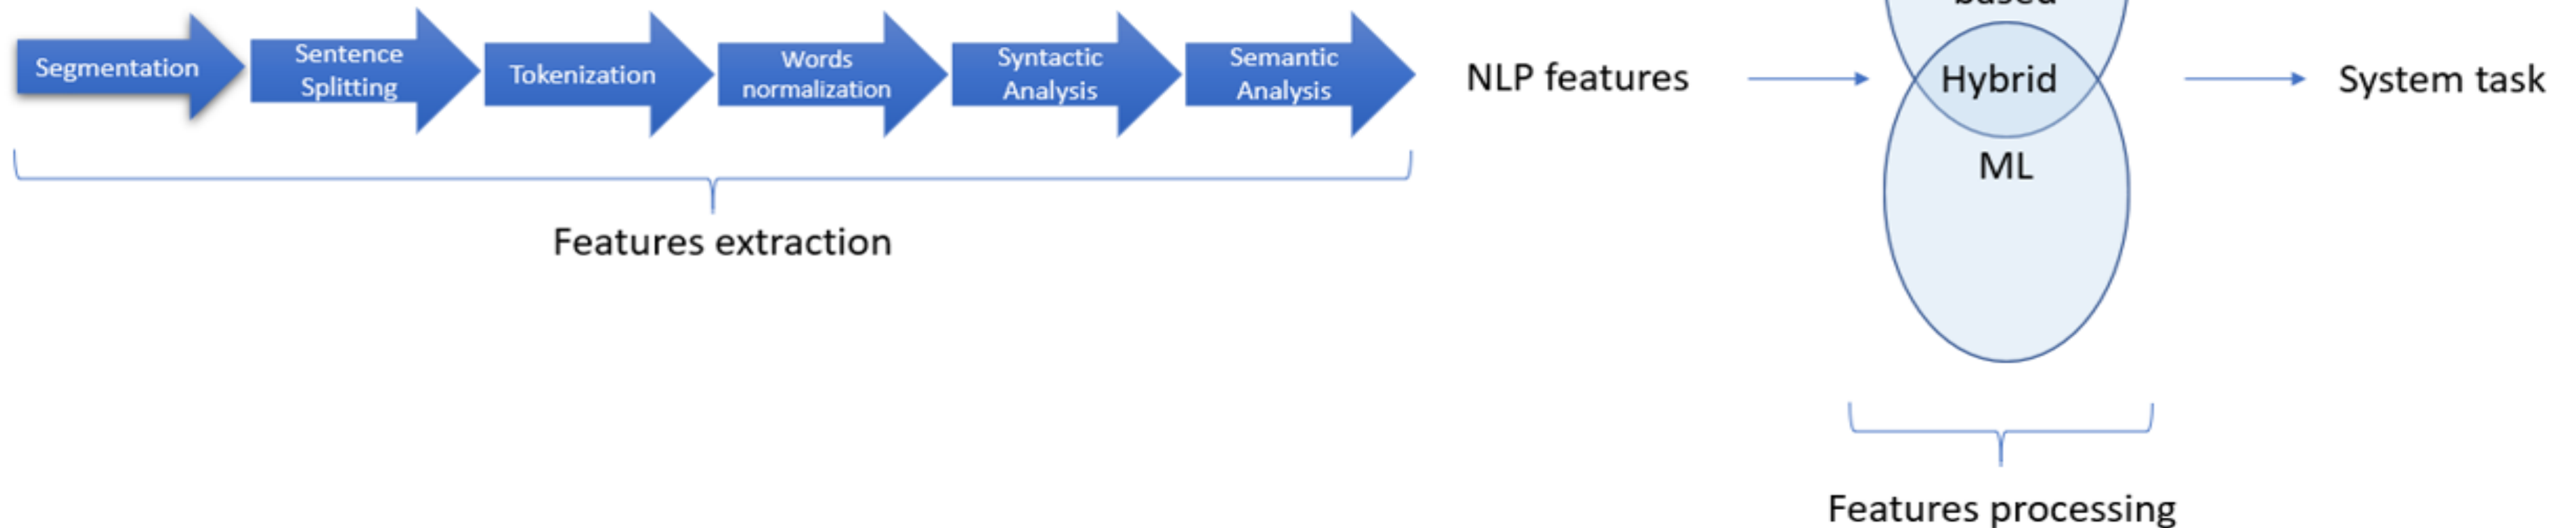 Segmentation
Sentence
Splitting
Tokenization
Words
normalization
Syntactic
Analysis
Semantic
Analysis
NLP features
based
Hybrid
ML
System task
Features extraction
Features processing